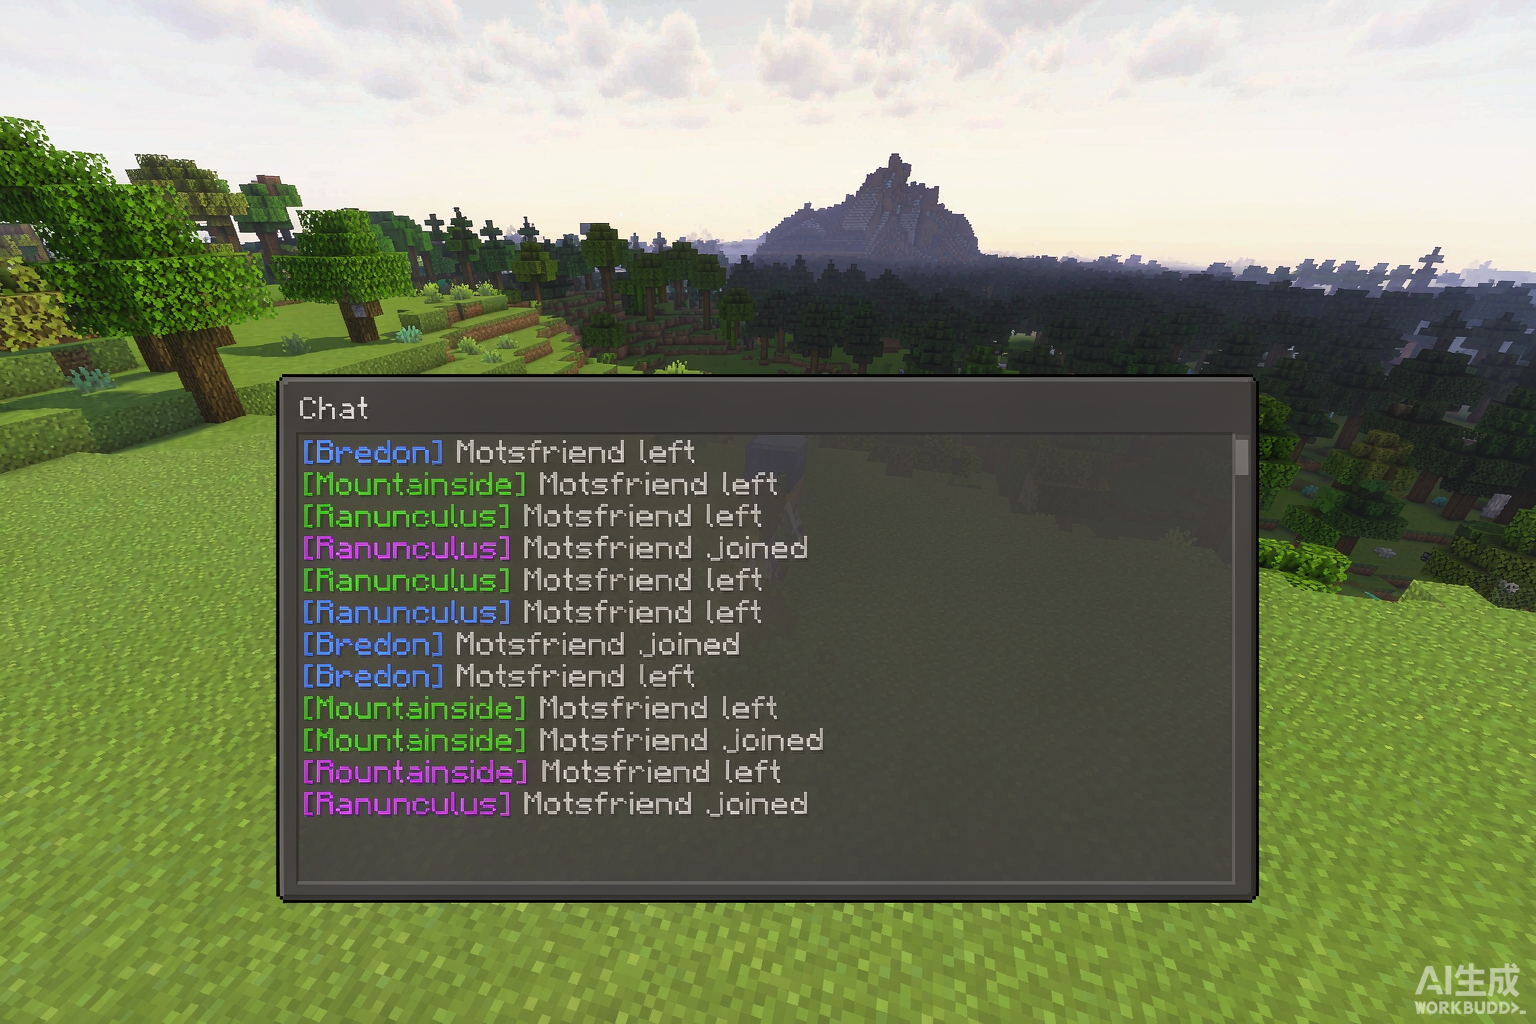 Chat
[Bredon] Motsfriend left
[Mountainside] Motsfriend left
[Ranunculus] Motsfriend left
[Ranunculus] Motsfriend joined
[Ranunculus] Motsfriend left
[Ranunculus] Motsfriend left
[Bredon] Motsfriend joined
[Bredon] Motsfriend left
[Mountainside] Motsfriend left
[Mountainside] Motsfriend joined
[Rountainside] Motsfriend left
[Ranunculus] Motsfriend joined
AI生成
WORKBUDD>_